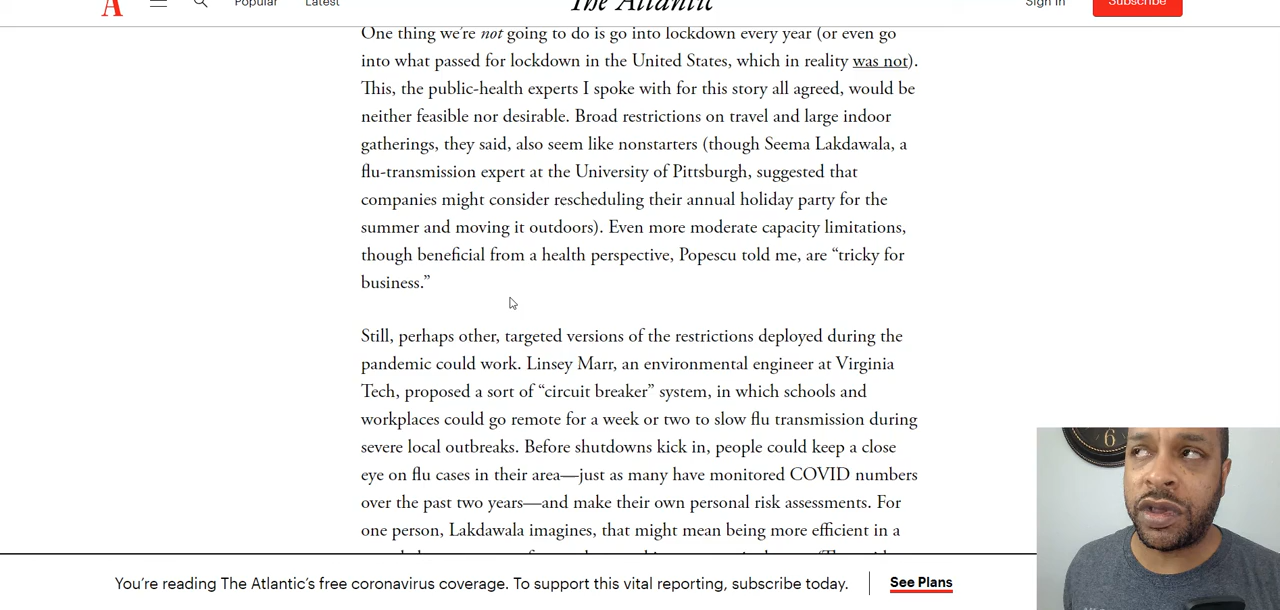 A
Popular
Latest
The Atlantic
Sign In
Subscribe
One thing we're not going to do is go into lockdown every year (or even go
into what passed for lockdown in the United States, which in reality was not).
This, the public-health experts I spoke with for this story all agreed, would be
neither feasible nor desirable. Broad restrictions on travel and large indoor
gatherings, they said, also seem like nonstarters (though Seema Lakdawala, a
flu-transmission expert at the University of Pittsburgh, suggested that
companies might consider rescheduling their annual holiday party for the
summer and moving it outdoors). Even more moderate capacity limitations,
though beneficial from a health perspective, Popescu told me, are “tricky for
business.”
Still, perhaps other, targeted versions of the restrictions deployed during the
pandemic could work. Linsey Marr, an environmental engineer at Virginia
Tech, proposed a sort of “circuit breaker” system, in which schools and
workplaces could go remote for a week or two to slow flu transmission during
severe local outbreaks. Before shutdowns kick in, people could keep a close
eye on flu cases in their area—just as many have monitored COVID numbers
over the past two years—and make their own personal risk assessments. For
one person, Lakdawala imagines, that might mean being more efficient in a
6
You’re reading The Atlantic’s free coronavirus coverage. To support this vital reporting, subscribe today.
See Plans